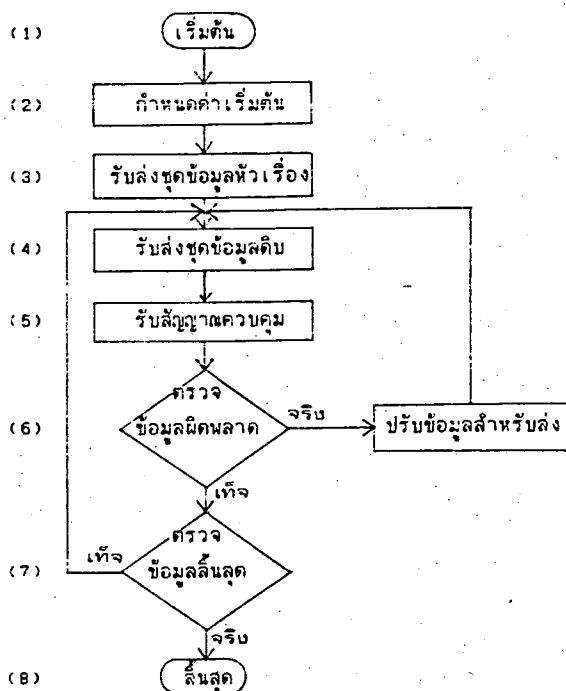 (1) เริ่มต้น
(2) กำหนดค่าเริ่มต้น
(3) รับส่งชุดข้อมูลหัวเรื่อง
(4) รับส่งชุดข้อมูลดิบ
(5) รับสัญญาณควบคุม
(6) ตรวจ
ข้อมูลผิดพลาด
จริง
ปรับข้อมูลสำหรับส่ง
เท็จ
(7) ตรวจ
ข้อมูลสิ้นสุด
เท็จ
จริง
(8) สิ้นสุด